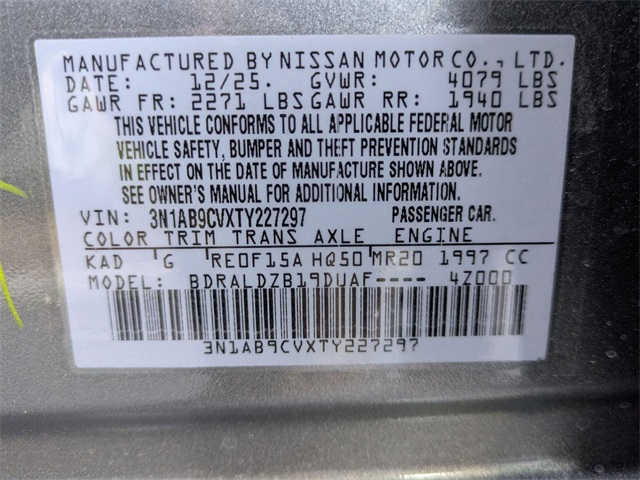 MANUFACTURED BY NISSAN MOTOR CO., LTD.
DATE: 12/25. GVWR: 4079 LBS
GAWR FR: 2271 LBS GAWR RR: 1940 LBS
THIS VEHICLE CONFORMS TO ALL APPLICABLE FEDERAL MOTOR
VEHICLE SAFETY, BUMPER AND THEFT PREVENTION STANDARDS
IN EFFECT ON THE DATE OF MANUFACTURE SHOWN ABOVE.
SEE OWNER'S MANUAL FOR ADDITIONAL INFORMATION.
VIN: 3N1AB9CVXTY227297 PASSENGER CAR.
COLOR TRIM TRANS AXLE ENGINE
KAD G RE0F15A HQ50 MR20 1997 CC
MODEL: BDRALDZB19DUAF---- 4Z000
3N1AB9CVXTY227297